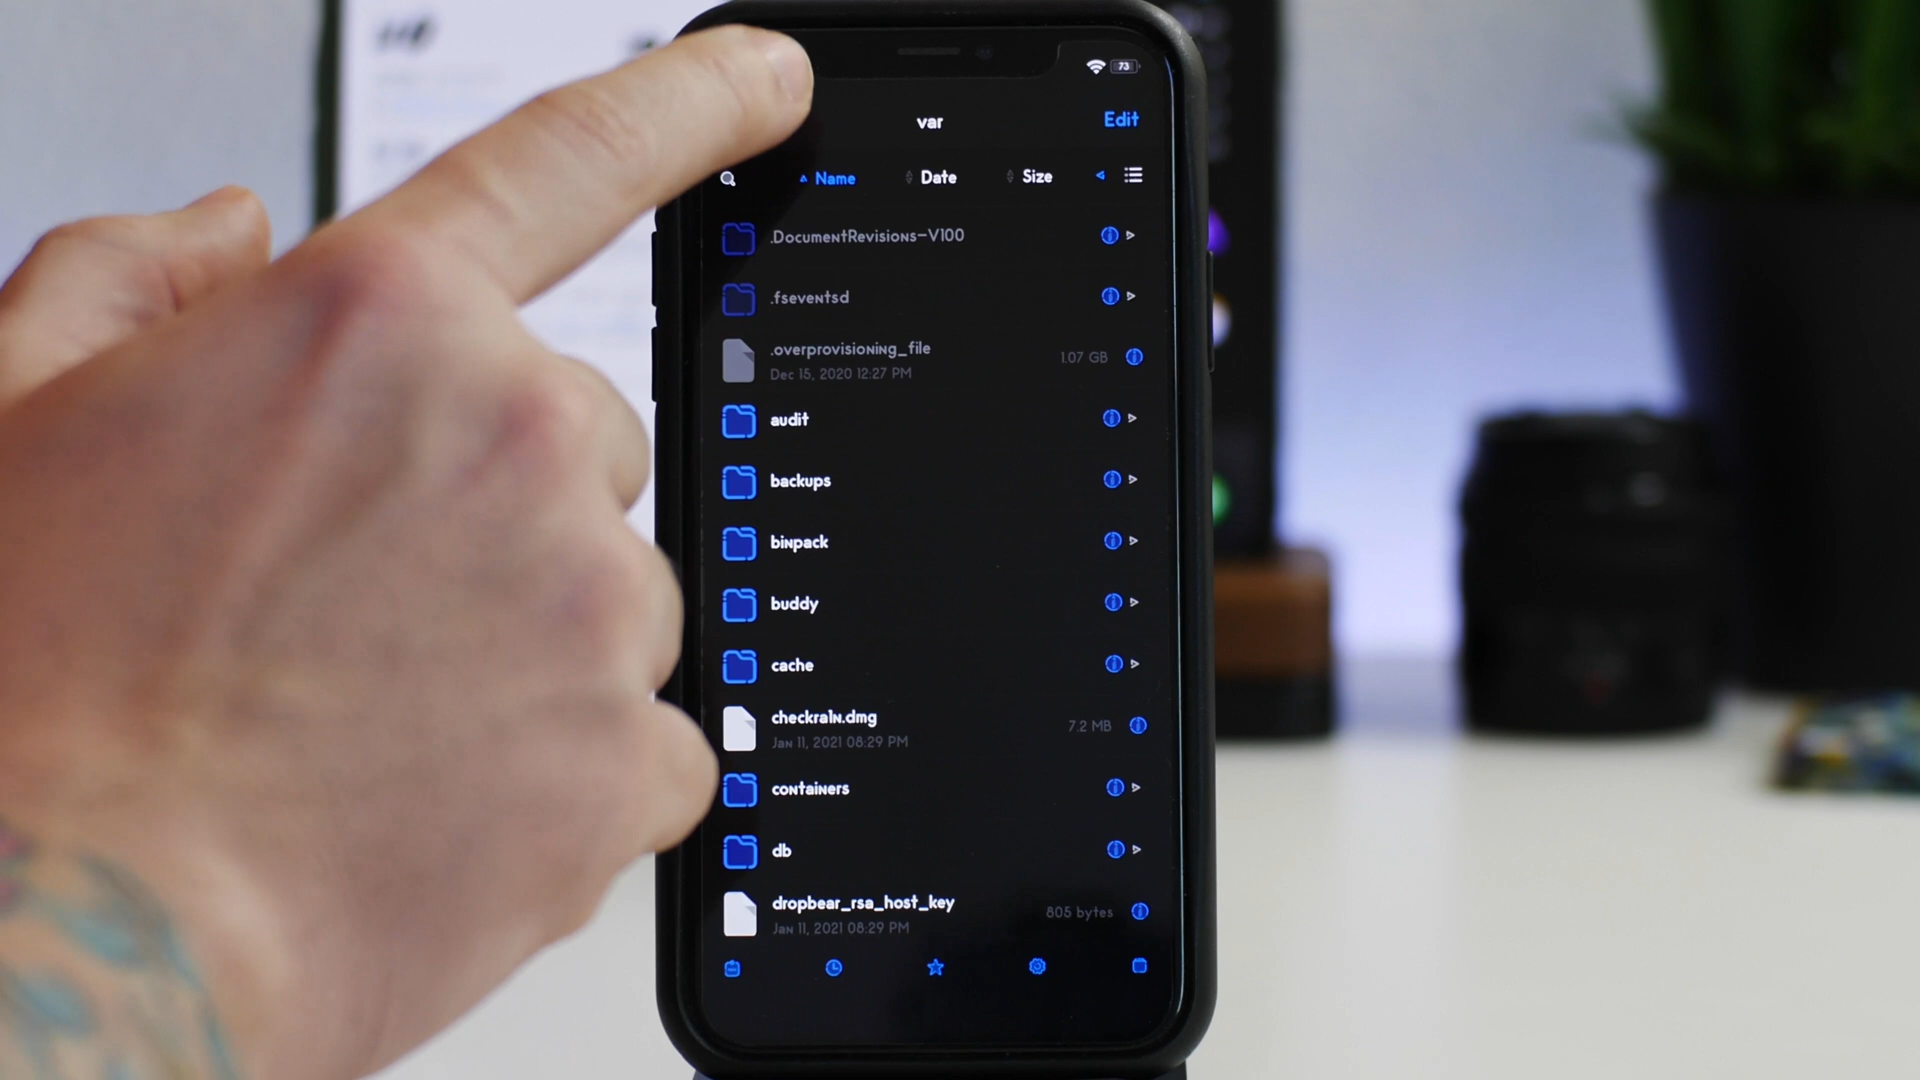 73
var
Edit
Name Date Size
.DocumentRevisions-V100
.fseventsd
.overprovisioning_file
Dec 15, 2020 12:27 PM
1.07 GB
audit
backups
binpack
buddy
cache
checkra1n.dmg
Jan 11, 2021 08:29 PM
7.2 MB
containers
db
dropbear_rsa_host_key
Jan 11, 2021 08:29 PM
805 bytes